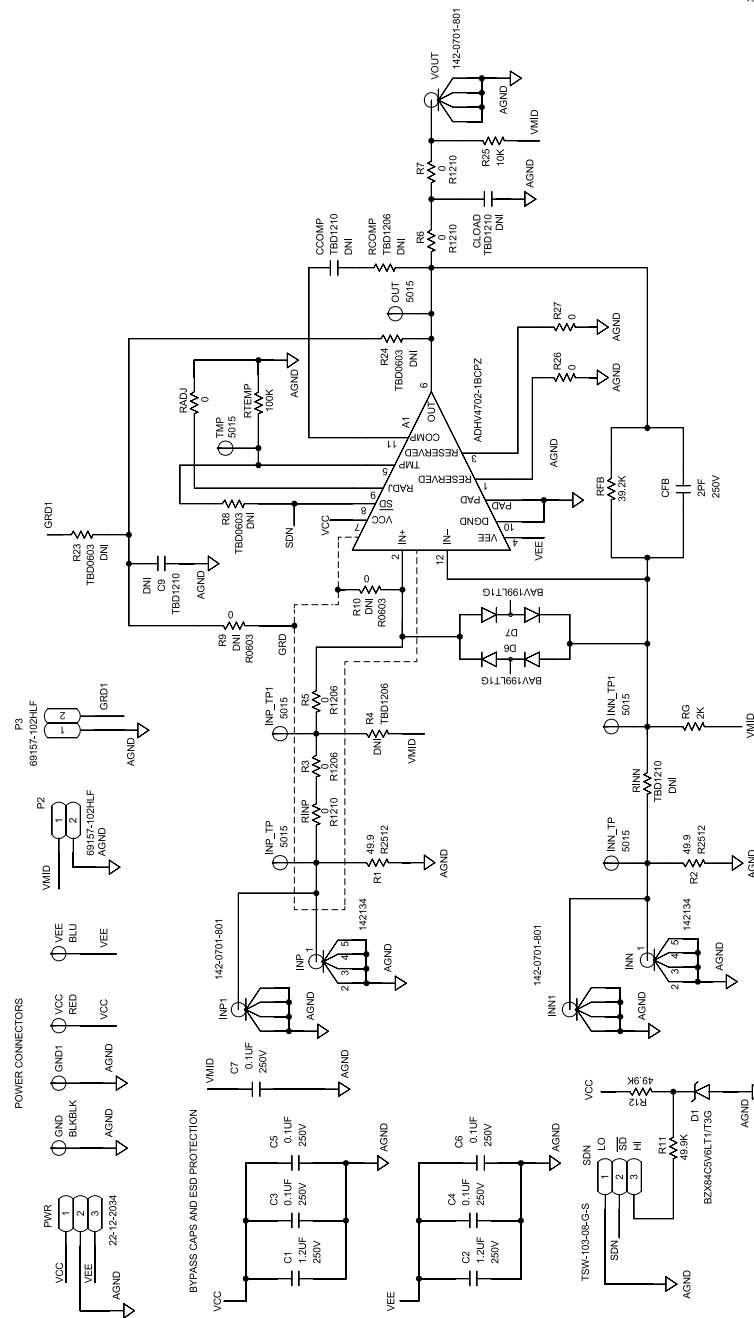 POWER CONNECTORS
PWR
VCC
1
2
VEE
3
22-12-2034
AGND
GND
BLKBLK
AGND
GND1
AGND
VCC
RED
VCC
VEE
BLU
VEE
P2
VMID
1
2
69157-102HLF
AGND
P3
69157-102HLF
1
2
GRD1
AGND
BYPASS CAPS AND ESD PROTECTION
VCC
C1
1.2UF
250V
C3
0.1UF
250V
C5
0.1UF
250V
AGND
VMID
C7
0.1UF
250V
AGND
VEE
C2
1.2UF
250V
C4
0.1UF
250V
C6
0.1UF
250V
AGND
TSW-103-08-G-S
SDN
1
LO
2
SD
3
HI
SDN
AGND
R11
49.9K
VCC
R12
49.9K
D1
BZX84C5V6LT1/T3G
AGND
INP1
142-0701-801
AGND
INP
1
2
3
4
5
142134
AGND
INP_TP
5015
49.9
R1
R2512
AGND
RINP
0
R1210
R3
0
R1206
INP_TP1
5015
R4
DNI
TBD1206
VMID
R5
0
R1206
INN1
142-0701-801
AGND
INN
1
2
3
4
5
142134
AGND
INN_TP
5015
49.9
R2
R2512
AGND
RINN
TBD1210
DNI
INN_TP1
5015
RG
2K
VMID
GRD
R9
0
DNI
R0603
R10
0
DNI
R0603
BAV199LT1G
D6
D7
BAV199LT1G
GRD1
R23
TBD0603
DNI
DNI
C9
TBD1210
AGND
R8
TBD0603
DNI
SDN
VCC
TMP
5015
RADJ
0
RTEMP
100K
AGND
R24
TBD0603
DNI
A1
ADHV4702-1BCPZ
2
IN+
12
IN–
7
VCC
8
SD
9
RADJ
5
TMP
RESERVED
11
COMP
4
VEE
10
DGND
PAD
PAD
1
RESERVED
3
OUT
6
VEE
AGND
R26
0
AGND
R27
0
AGND
OUT
5015
CCOMP
TBD1210
DNI
RCOMP
TBD1206
DNI
R6
0
R1210
CLOAD
TBD1210
DNI
AGND
R7
0
R1210
R25
10K
VMID
VOUT
142-0701-801
AGND
RFB
39.2K
CFB
2PF
250V